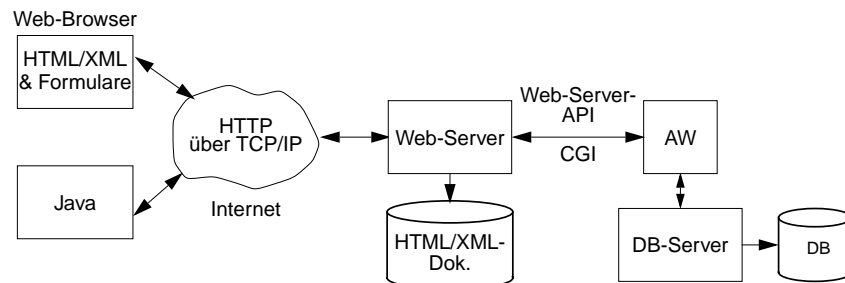 Web-Browser
HTML/XML
& Formulare
Java
HTTP
über TCP/IP
Internet
Web-Server
HTML/XML-
Dok.
Web-Server-
API
CGI
AW
DB-Server
DB